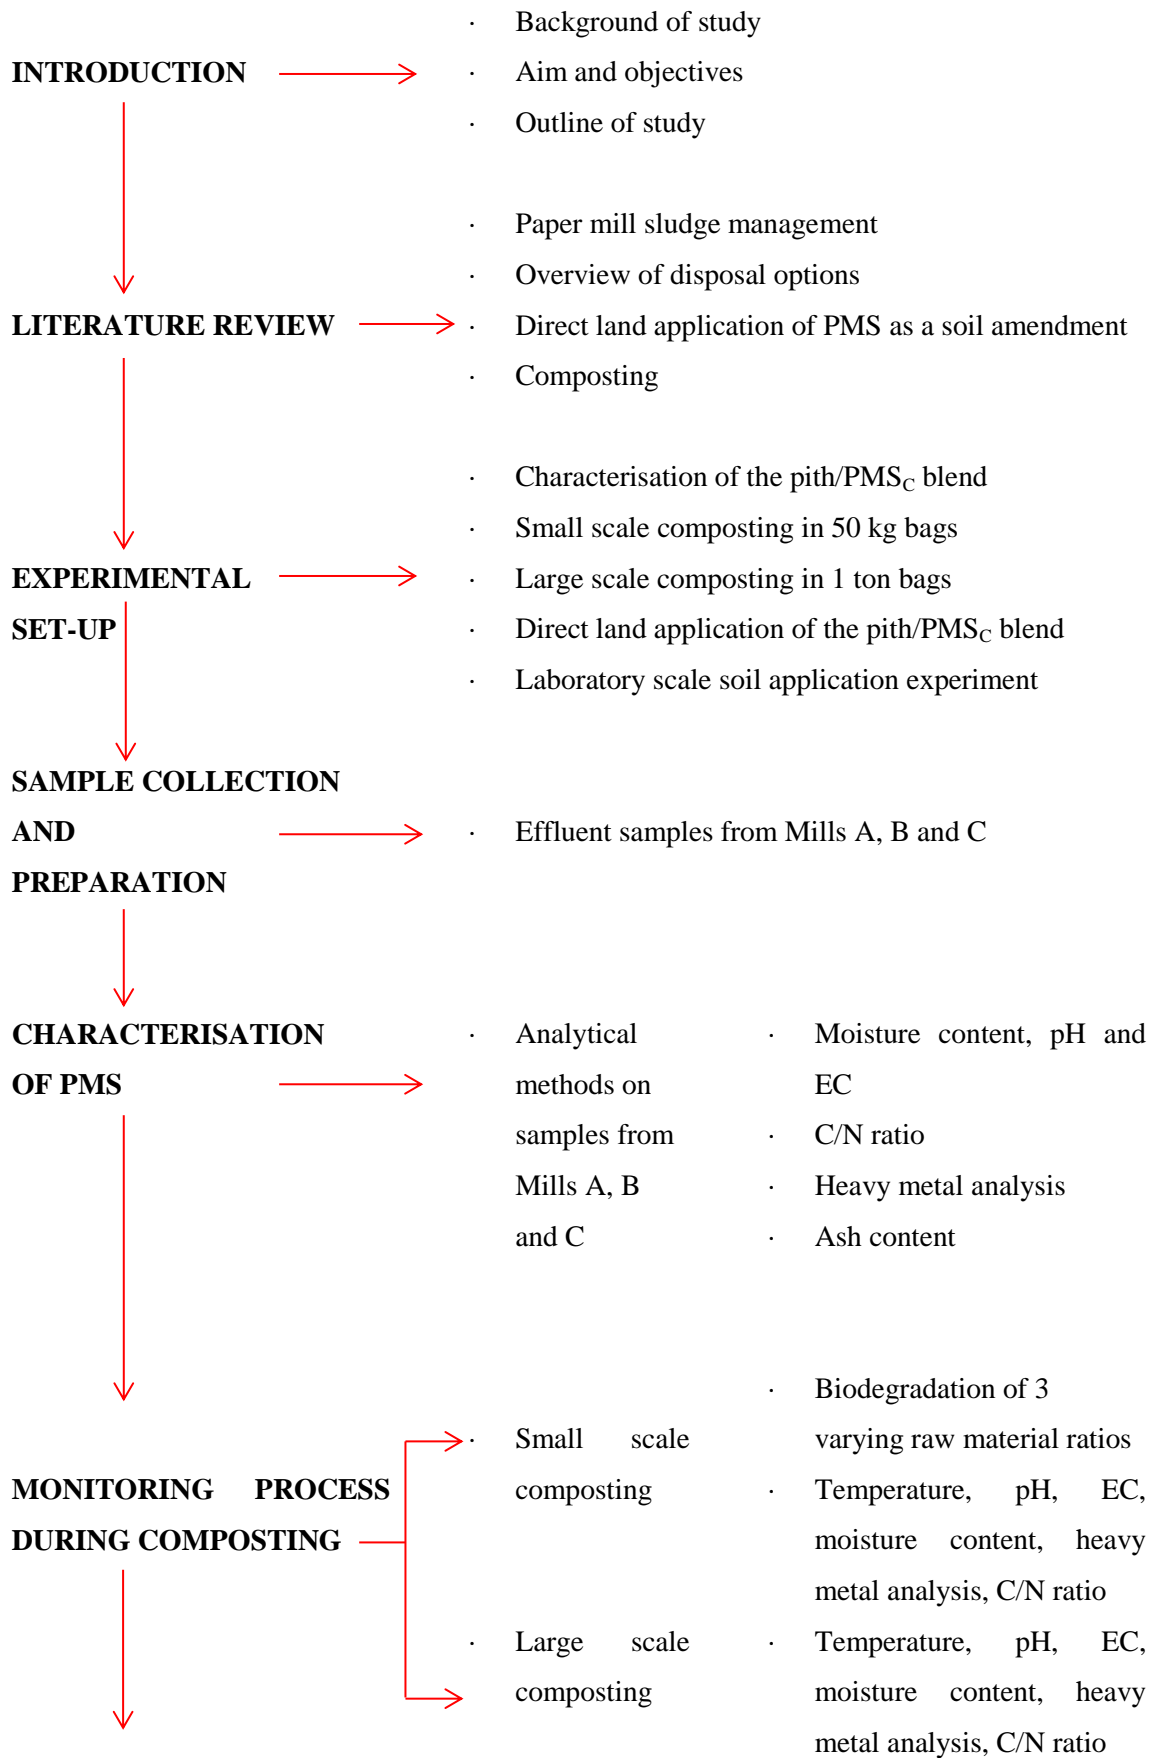 · Background of study
INTRODUCTION · Aim and objectives
· Outline of study
· Paper mill sludge management
· Overview of disposal options
LITERATURE REVIEW · Direct land application of PMS as a soil amendment
· Composting
· Characterisation of the pith/PMSC blend
· Small scale composting in 50 kg bags
EXPERIMENTAL · Large scale composting in 1 ton bags
SET-UP · Direct land application of the pith/PMSC blend
· Laboratory scale soil application experiment
SAMPLE COLLECTION
AND · Effluent samples from Mills A, B and C
PREPARATION
CHARACTERISATION
OF PMS
· Analytical
methods on
samples from
Mills A, B
and C
· Moisture content, pH and
EC
· C/N ratio
· Heavy metal analysis
· Ash content
MONITORING PROCESS
DURING COMPOSTING
· Small scale
composting
· Biodegradation of 3
varying raw material ratios
· Temperature, pH, EC,
moisture content, heavy
metal analysis, C/N ratio
· Large scale
composting
· Temperature, pH, EC,
moisture content, heavy
metal analysis, C/N ratio